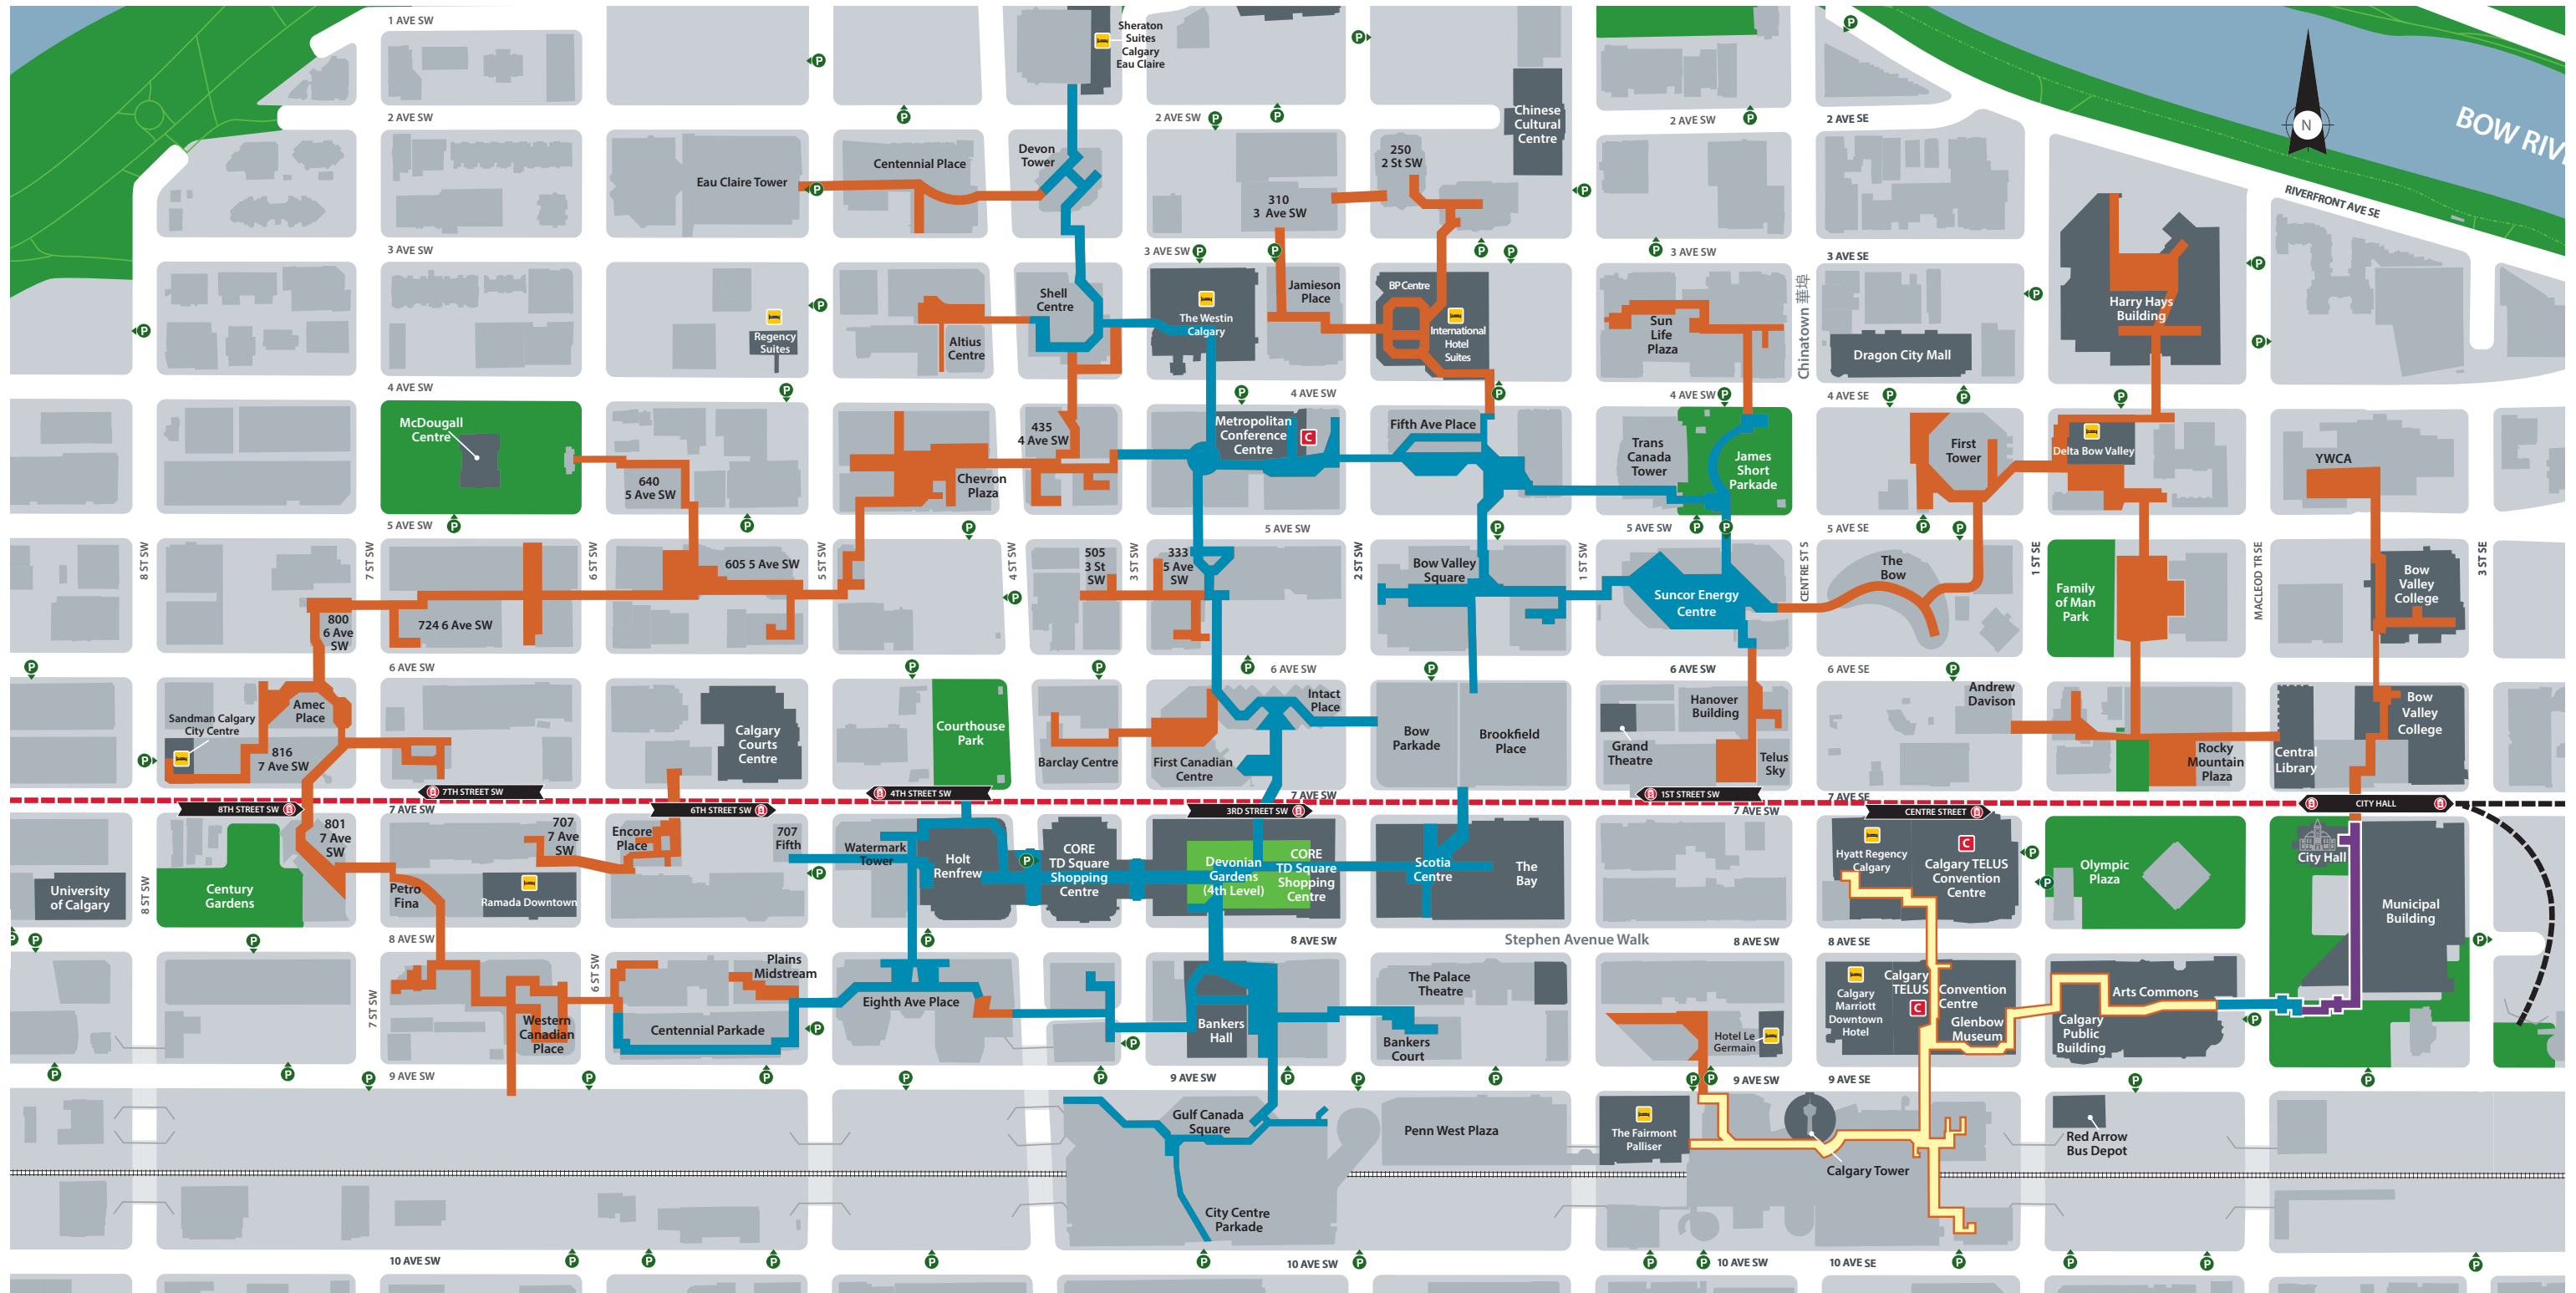 1 AVE SW
Sheraton
Suites
Calgary
Eau Claire
2 AVE SW
2 AVE SW
Chinese
Cultural
Centre
2 AVE SW
2 AVE SE
N
BOW RIV
RIVERFRONT AVE SE
Eau Claire Tower
Centennial Place
Devon
Tower
310
3 Ave SW
250
2 St SW
3 AVE SW
3 AVE SW
3 AVE SW
3 AVE SE
Regency
Suites
Altius
Centre
Shell
Centre
The Westin
Calgary
Jamieson
Place
BP Centre
International
Hotel
Suites
Sun
Life
Plaza
Chinatown 華埠
Dragon City Mall
Harry Hays
Building
4 AVE SW
4 AVE SW
4 AVE SW
4 AVE SE
McDougall
Centre
640
5 Ave SW
Chevron
Plaza
435
4 Ave SW
Metropolitan
Conference
Centre
C
Fifth Ave Place
Trans
Canada
Tower
James
Short
Parkade
First
Tower
Delta Bow Valley
YWCA
5 AVE SW
5 AVE SW
5 AVE SW
5 AVE SE
8 ST SW
7 ST SW
6 ST SW
5 ST SW
4 ST SW
3 ST SW
2 ST SW
1 ST SW
CENTRE ST S
1 ST SE
MACLEOD TR SE
3 ST SE
800
6 Ave
SW
724 6 Ave SW
605 5 Ave SW
505
3 St
SW
333
5 Ave
SW
Bow Valley
Square
Suncor Energy
Centre
The
Bow
Family
of Man
Park
Bow
Valley
College
6 AVE SW
6 AVE SW
6 AVE SW
6 AVE SE
Sandman Calgary
City Centre
Amec
Place
816
7 Ave SW
Calgary
Courts
Centre
Courthouse
Park
Barclay Centre
First Canadian
Centre
Intact
Place
Bow
Parkade
Brookfield
Place
Grand
Theatre
Hanover
Building
Telus
Sky
Andrew
Davison
Rocky
Mountain
Plaza
Central
Library
Bow
Valley
College
8TH STREET SW
7TH STREET SW
7 AVE SW
6TH STREET SW
4TH STREET SW
3RD STREET SW
7 AVE SW
1ST STREET SW
7 AVE SW
7 AVE SE
CENTRE STREET
CITY HALL
University
of Calgary
8 ST SW
Century
Gardens
801
7 Ave
SW
Petro
Fina
707
7 Ave
SW
Ramada Downtown
Encore
Place
707
Fifth
Watermark
Tower
Holt
Renfrew
CORE
TD Square
Shopping
Centre
Devonian
Gardens
(4th Level)
CORE
TD Square
Shopping
Centre
Scotia
Centre
The
Bay
Hyatt Regency
Calgary
C
Calgary TELUS
Convention
Centre
Olympic
Plaza
City Hall
Municipal
Building
8 AVE SW
8 AVE SW
Stephen Avenue Walk
8 AVE SW
8 AVE SE
7 ST SW
6 ST SW
Western
Canadian
Place
Plains
Midstream
Centennial Parkade
Eighth Ave Place
Bankers
Hall
Bankers
Court
The Palace
Theatre
Hotel Le
Germain
Calgary
Marriott
Downtown
Hotel
Calgary
TELUS
C
Convention
Centre
Glenbow
Museum
Calgary
Public
Building
Arts Commons
9 AVE SW
9 AVE SW
9 AVE SW
9 AVE SE
Gulf Canada
Square
Penn West Plaza
The Fairmont
Palliser
Calgary Tower
Red Arrow
Bus Depot
City Centre
Parkade
10 AVE SW
10 AVE SW
10 AVE SW
10 AVE SE